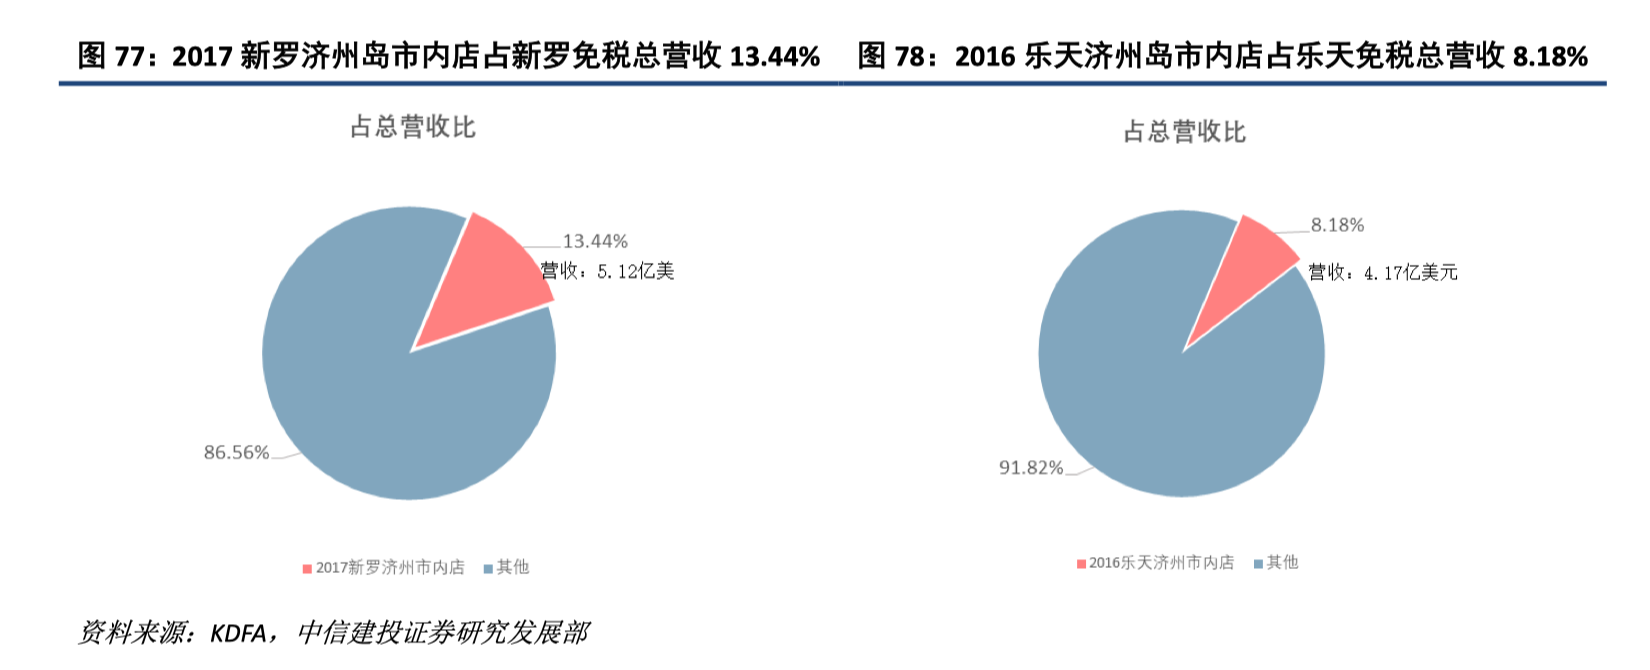 图 77：2017 新罗济州岛市内店占新罗免税总营收 13.44%
图 78：2016 乐天济州岛市内店占乐天免税总营收 8.18%
占总营收比
13.44%
营收：5.12亿美
86.56%
2017新罗济州市内店 其他
占总营收比
8.18%
营收：4.17亿美元
91.82%
2016乐天济州市内店 其他
资料来源：KDFA，中信建投证券研究发展部